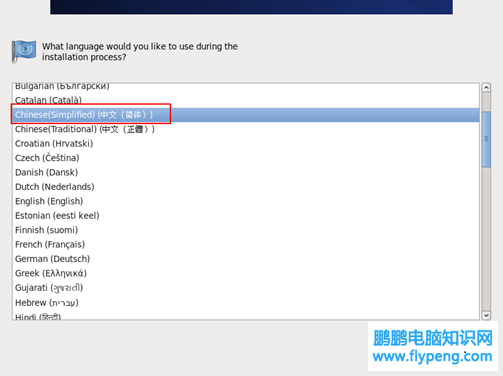 What language would you like to use during the
installation process?
Bulgarian (Български)
Catalan (Català)
Chinese(Simplified) (中文（简体）)
Chinese(Traditional) (中文（正體）)
Croatian (Hrvatski)
Czech (Čeština)
Danish (Dansk)
Dutch (Nederlands)
English (English)
Estonian (eesti keel)
Finnish (suomi)
French (Français)
German (Deutsch)
Greek (Ελληνικά)
Gujarati (ગુજરાતી)
Hebrew (עברית)
Hindi (हिन्दी)
鹏鹏电脑知识网
www.flypeng.com